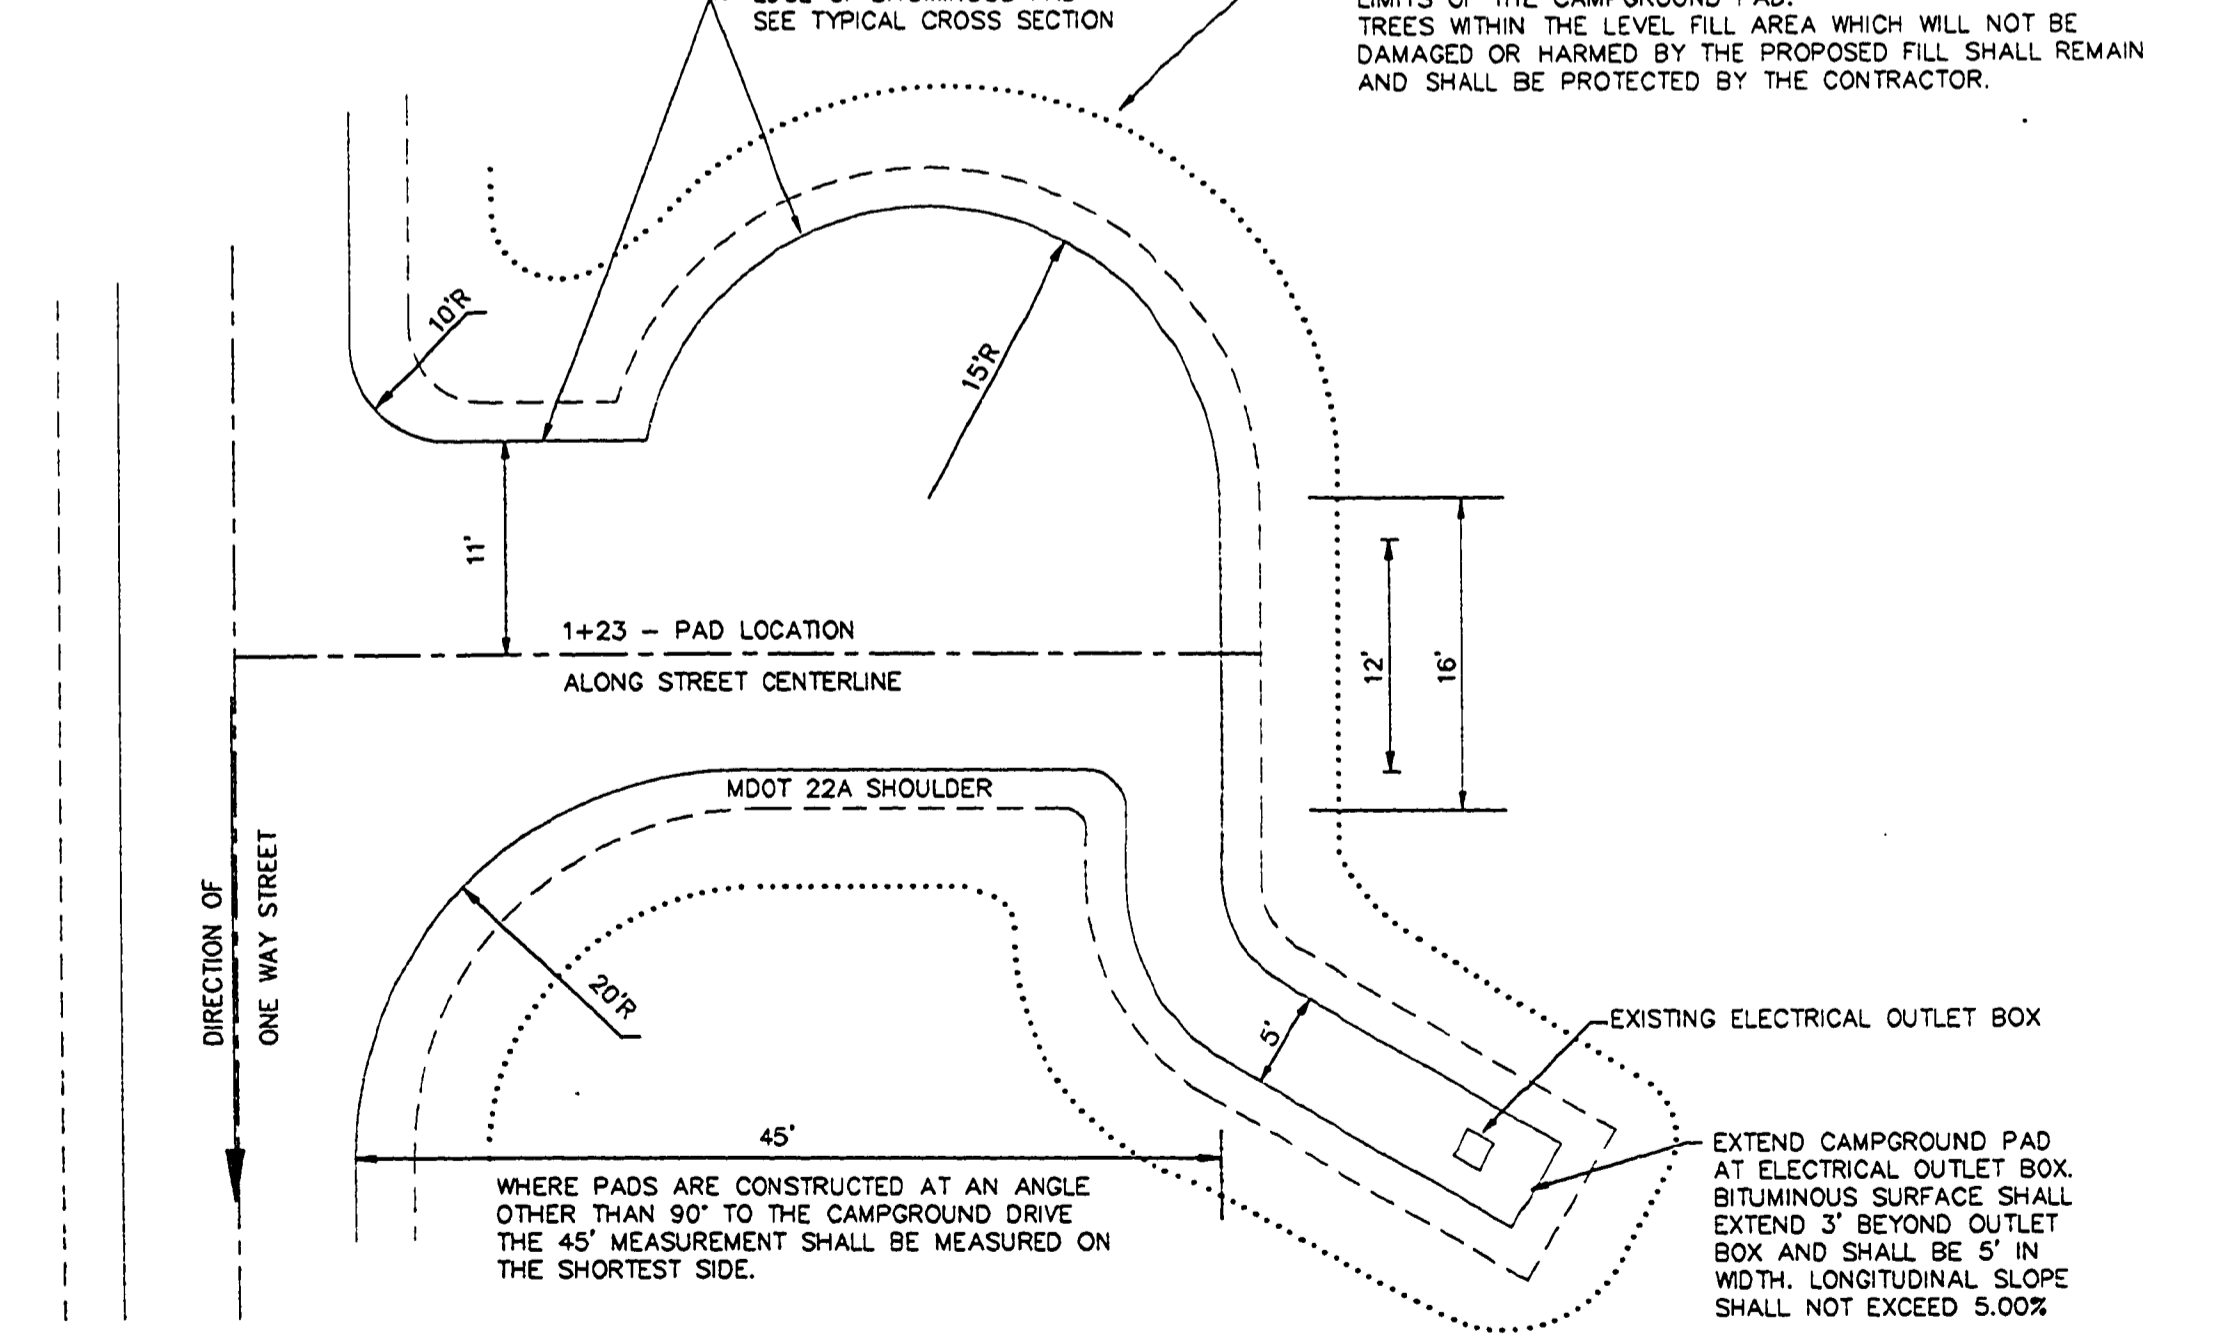 SEE TYPICAL CROSS SECTION
LIMITS OF THE CAMPGROUND PAD.
TREES WITHIN THE LEVEL FILL AREA WHICH WILL NOT BE
DAMAGED OR HARMED BY THE PROPOSED FILL SHALL REMAIN
AND SHALL BE PROTECTED BY THE CONTRACTOR.
10'R
15'R
11'
1+23 – PAD LOCATION
ALONG STREET CENTERLINE
12'
16'
MDOT 22A SHOULDER
DIRECTION OF
ONE WAY STREET
20'R
5'
EXISTING ELECTRICAL OUTLET BOX
45'
WHERE PADS ARE CONSTRUCTED AT AN ANGLE
OTHER THAN 90° TO THE CAMPGROUND DRIVE
THE 45' MEASUREMENT SHALL BE MEASURED ON
THE SHORTEST SIDE.
EXTEND CAMPGROUND PAD
AT ELECTRICAL OUTLET BOX.
BITUMINOUS SURFACE SHALL
EXTEND 3' BEYOND OUTLET
BOX AND SHALL BE 5' IN
WIDTH. LONGITUDINAL SLOPE
SHALL NOT EXCEED 5.00%